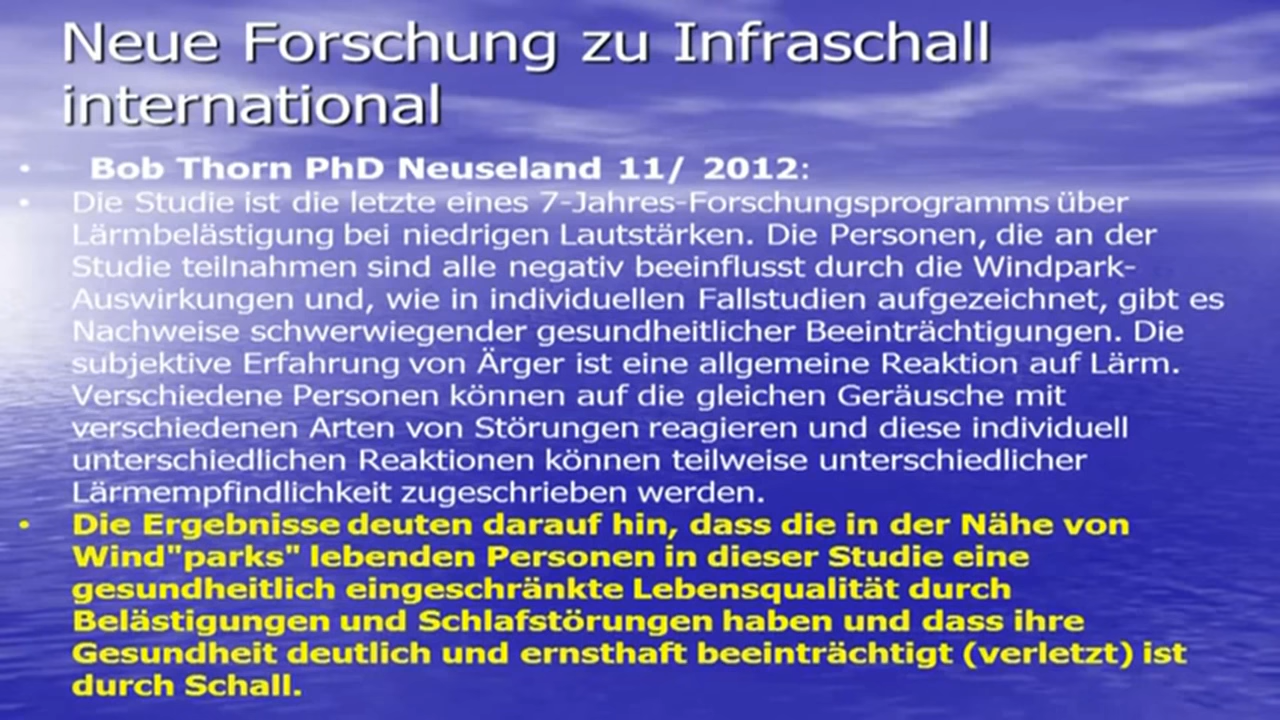 Neue Forschung zu Infraschall
international
• Bob Thorn PhD Neuseland 11/ 2012:
• Die Studie ist die letzte eines 7-Jahres-Forschungsprogramms über
Lärmbelästigung bei niedrigen Lautstärken. Die Personen, die an der
Studie teilnahmen sind alle negativ beeinflusst durch die Windpark-
Auswirkungen und, wie in individuellen Fallstudien aufgezeichnet, gibt es
Nachweise schwerwiegender gesundheitlicher Beeinträchtigungen. Die
subjektive Erfahrung von Ärger ist eine allgemeine Reaktion auf Lärm.
Verschiedene Personen können auf die gleichen Geräusche mit
verschiedenen Arten von Störungen reagieren und diese individuell
unterschiedlichen Reaktionen können teilweise unterschiedlicher
Lärmempfindlichkeit zugeschrieben werden.
• Die Ergebnisse deuten darauf hin, dass die in der Nähe von
Wind"parks" lebenden Personen in dieser Studie eine
gesundheitlich eingeschränkte Lebensqualität durch
Belästigungen und Schlafstörungen haben und dass ihre
Gesundheit deutlich und ernsthaft beeinträchtigt (verletzt) ist
durch Schall.